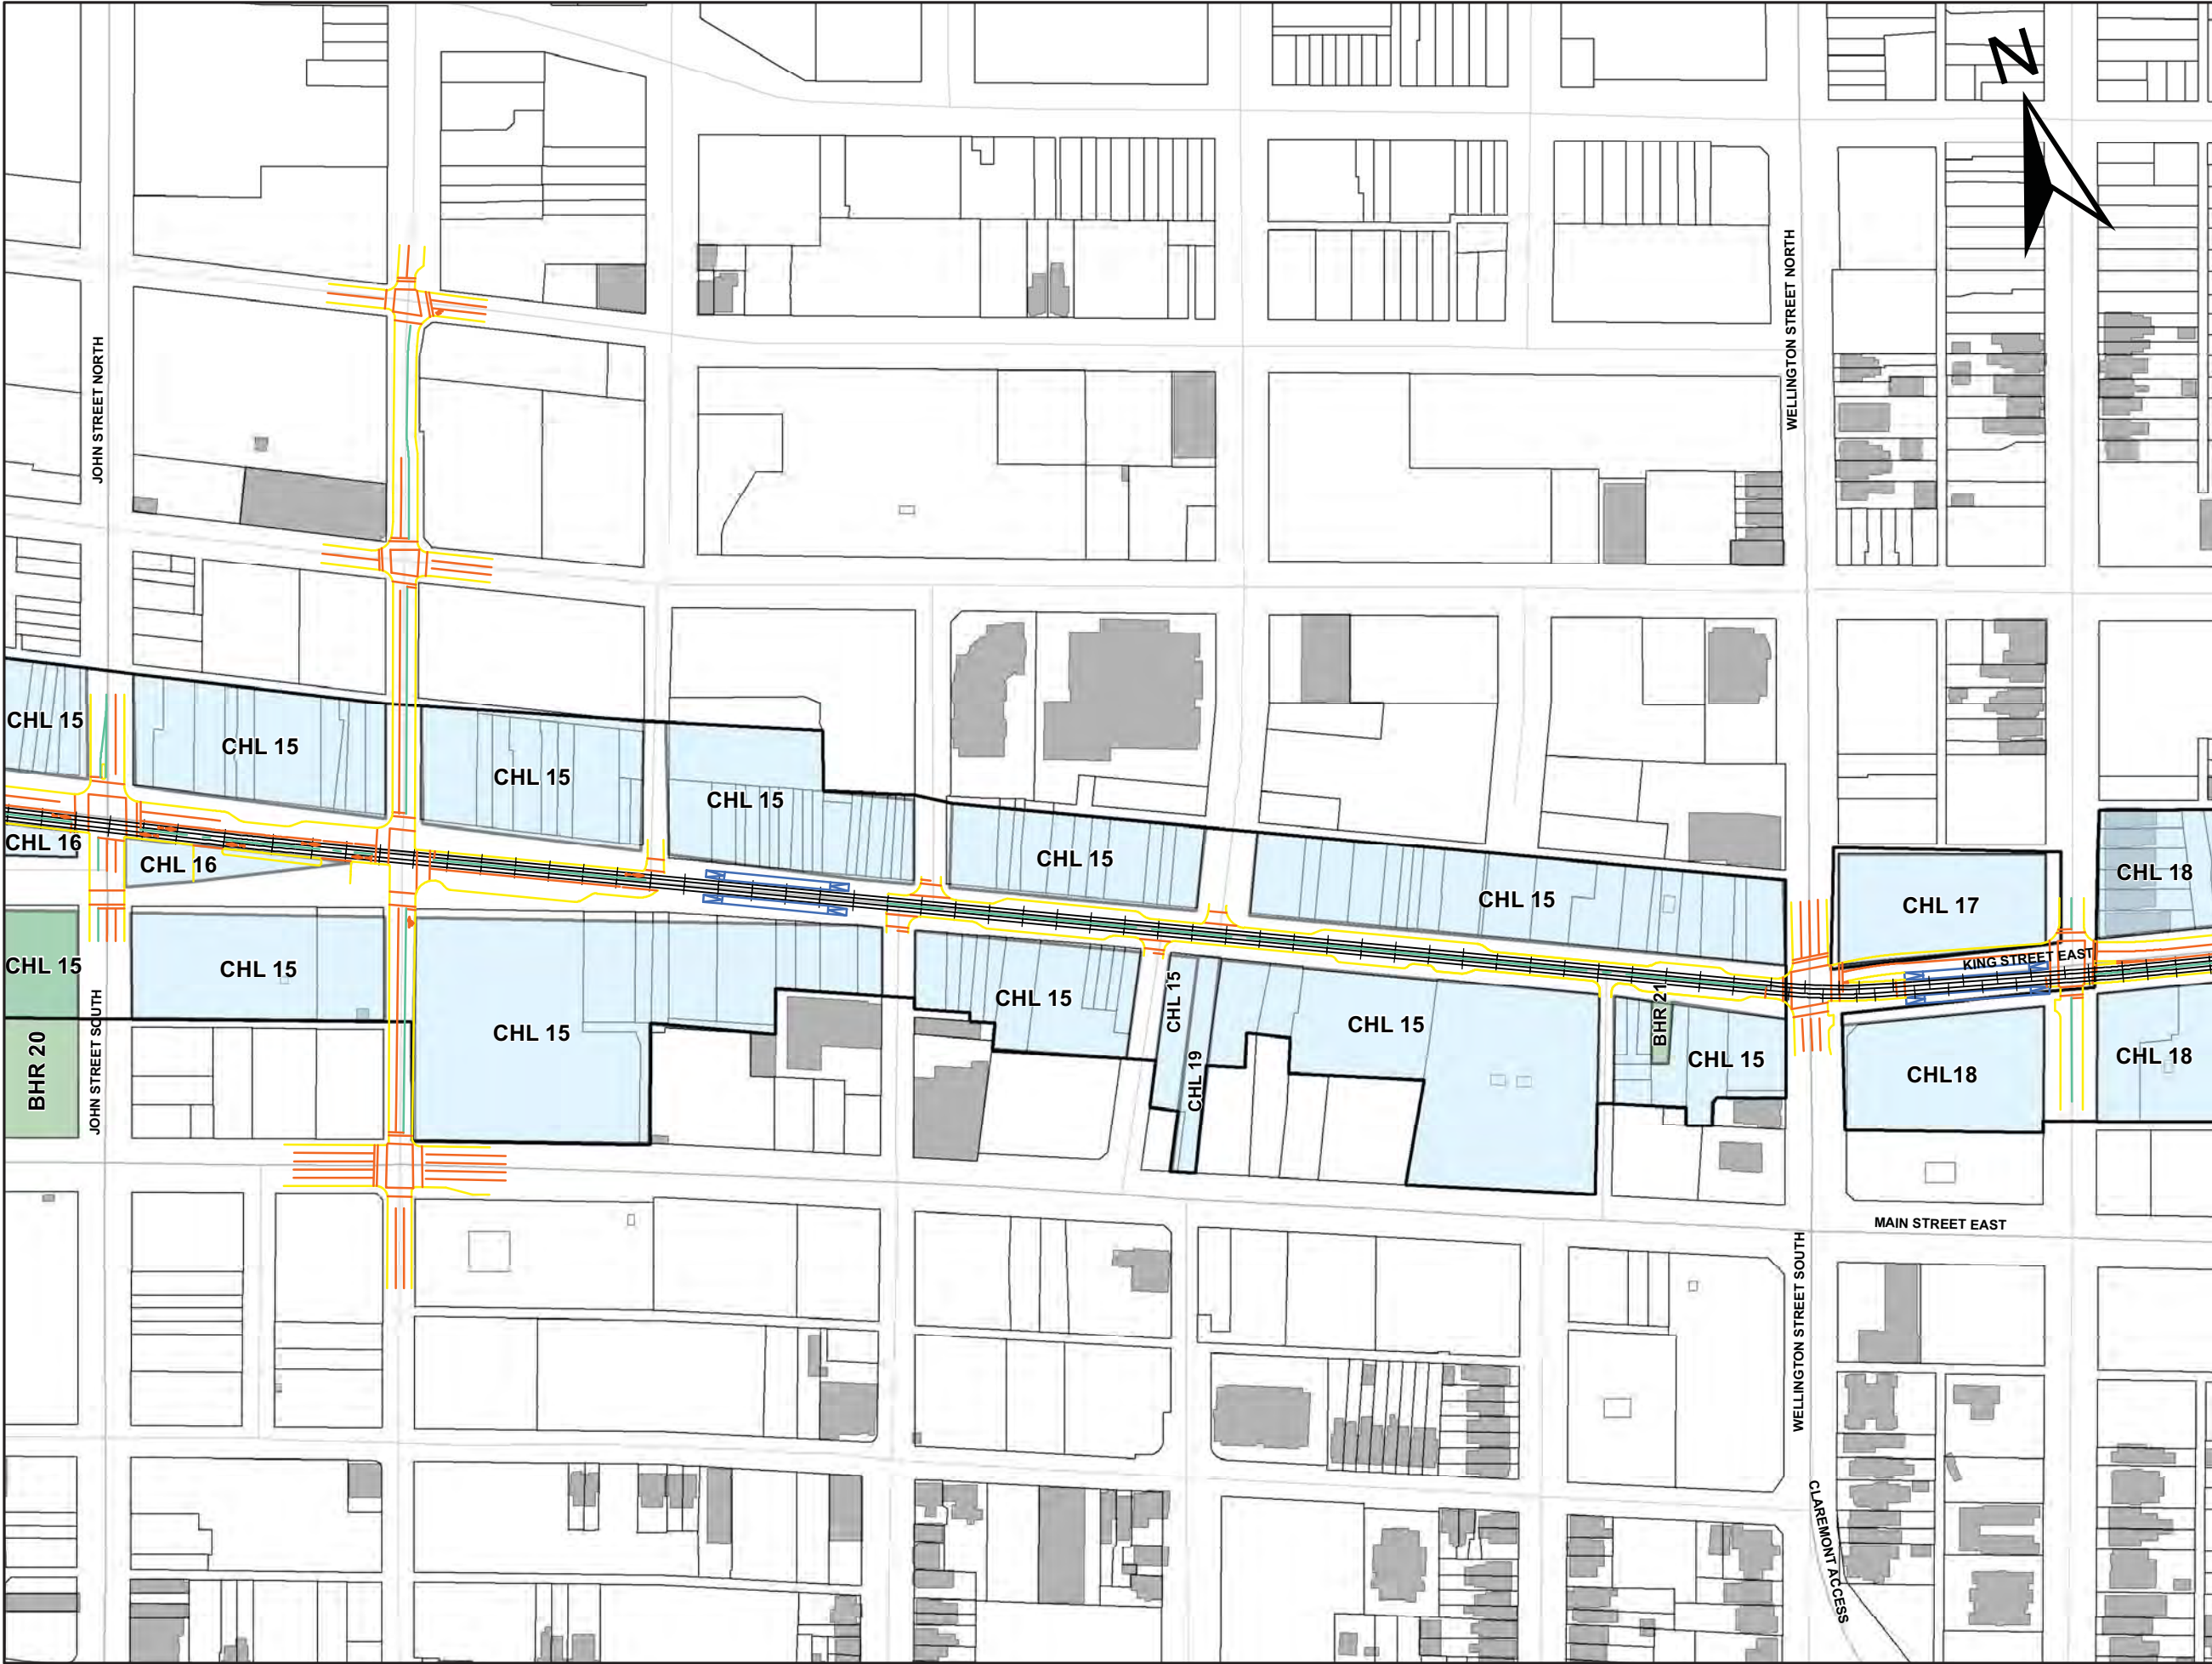 N
WELLINGTON STREET NORTH
JOHN STREET NORTH
CHL 15
CHL 15
CHL 15
CHL 15
CHL 15
CHL 15
CHL 16
CHL 16
CHL 17
CHL 18
KING STREET EAST
CHL 15
CHL 15
CHL 15
CHL 15
CHL 15
CHL 19
CHL 15
BHR 21
CHL 15
CHL18
CHL 18
BHR 20
JOHN STREET SOUTH
MAIN STREET EAST
WELLINGTON STREET SOUTH
CLAREMONT ACCESS